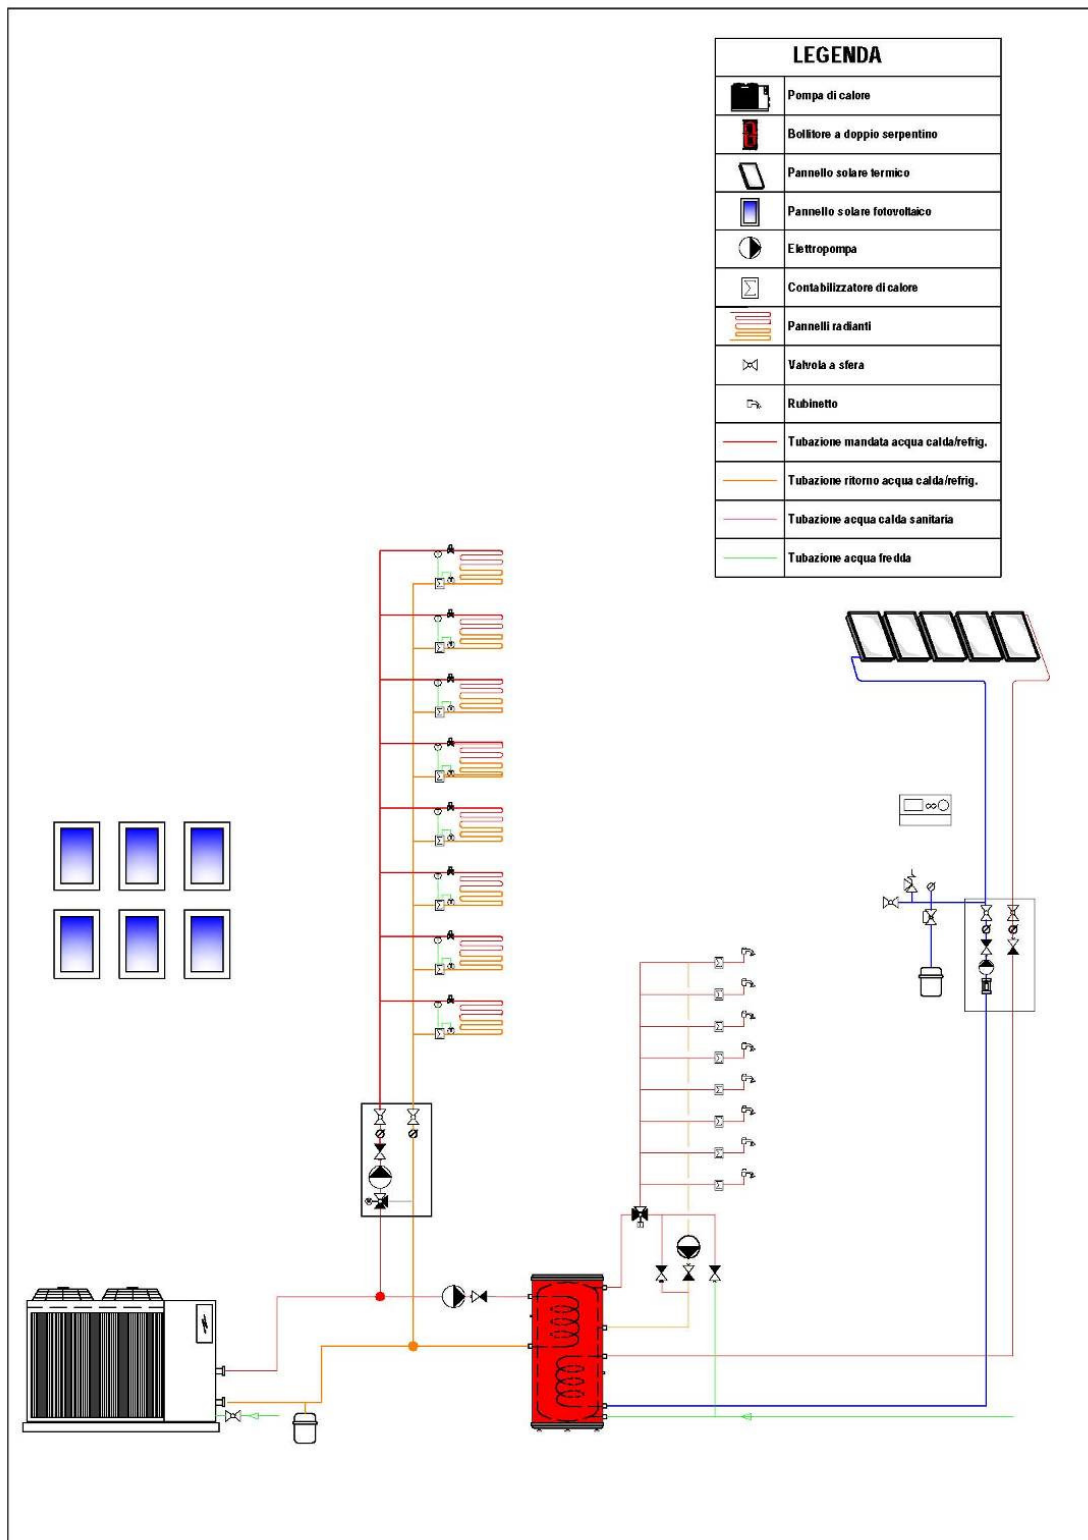 LEGENDA
Pompa di calore
Bollitore a doppio serpentino
Pannello solare termico
Pannello solare fotovoltaico
Elettropompa
Contabilizzatore di calore
Pannelli radianti
Valvola a sfera
Rubinetto
Tubazione mandata acqua calda/refrig.
Tubazione ritorno acqua calda/refrig.
Tubazione acqua calda sanitaria
Tubazione acqua fredda